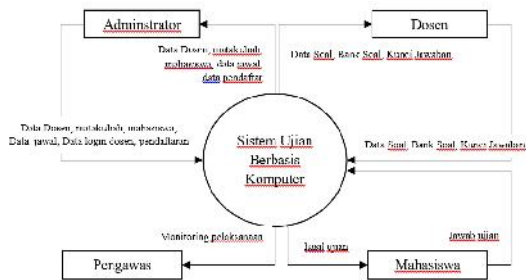 Adminstrator
Dosen
Data Dosen, matakuliah,
mahasiswa, data jawal,
data pendaftar
Data Soal, Bank Soal, Kunci Jawaban
Data Dosen, matakuliah, mahasiswa,
Data jawal, Data login dosen, pendaftaran
Sistem Ujian
Berbasis
Komputer
Data Soal, Bank Soal, Kunci Jawaban
Monitoring pelaksanaan
ujian
Jawab ujian
Pengawas
Mahasiswa